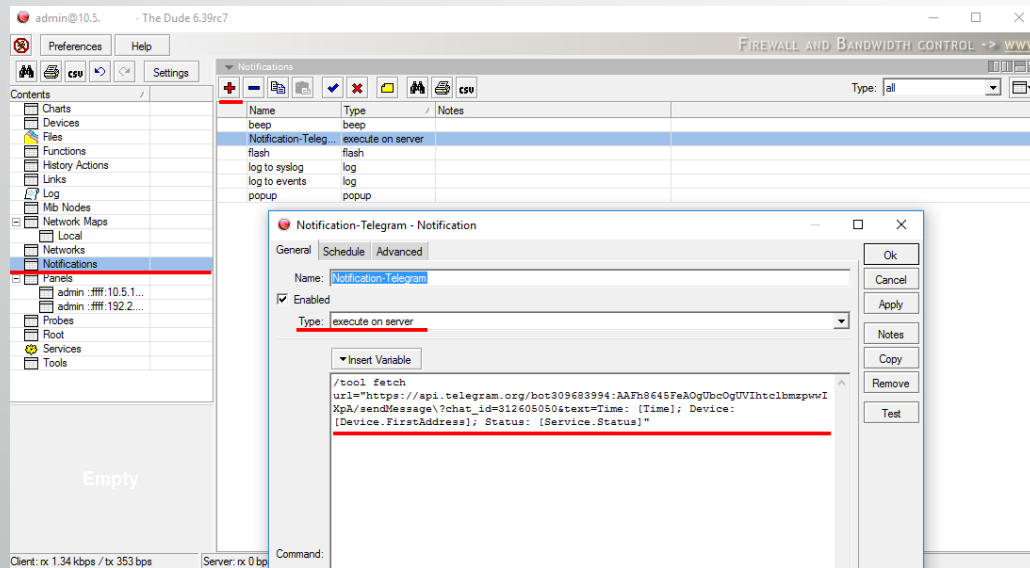 admin@10.5. - The Dude 6.39rc7
Preferences Help
FIREWALL AND BANDWIDTH CONTROL -> WWW
csv Settings
Notifications
Contents
Charts
Devices
Files
Functions
History Actions
Links
Log
Mib Nodes
Network Maps
Local
Networks
Notifications
Panels
admin ::ffff:10.5.1...
admin ::ffff:192.2....
Probes
Root
Services
Tools
Empty
csv Type: all
Name Type Notes
beep beep
Notification-Teleg... execute on server
flash flash
log to syslog log
log to events log
popup popup
Notification-Telegram - Notification
General Schedule Advanced
Name: Notification-Telegram
Enabled
Type: execute on server
Insert Variable
/tool fetch
url="https://api.telegram.org/bot309683994:AAFh8645FeAOgUbcOgUVIhtclbmzpwwI
XpA/sendMessage\?chat_id=312605050&text=Time: [Time]; Device:
[Device.FirstAddress]; Status: [Service.Status]"
Command:
Ok
Cancel
Apply
Notes
Copy
Remove
Test
Client: rx 1.34 kbps / tx 353 bps Server: rx 0 bp